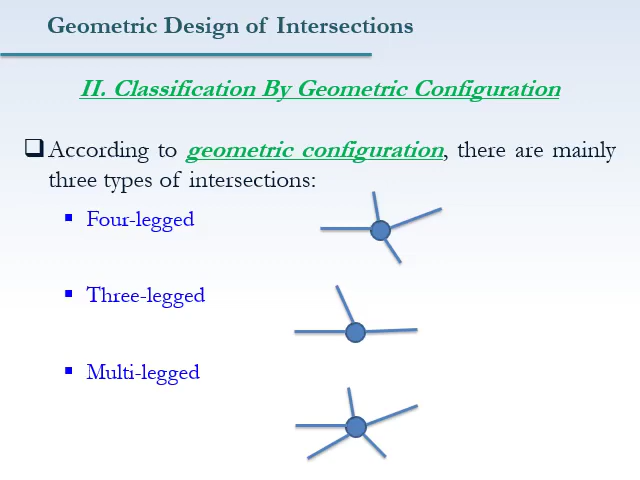 Geometric Design of Intersections
II. Classification By Geometric Configuration
According to geometric configuration, there are mainly
three types of intersections:
Four-legged
Three-legged
Multi-legged